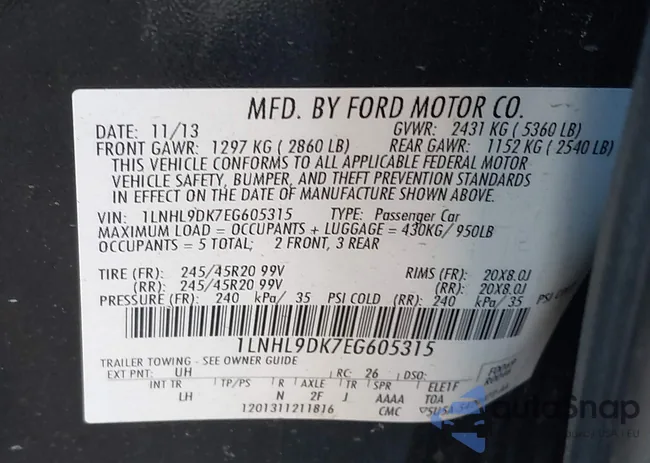 MFD. BY FORD MOTOR CO.
DATE: 11/13 GVWR: 2431 KG ( 5360 LB)
FRONT GAWR: 1297 KG ( 2860 LB) REAR GAWR: 1152 KG ( 2540 LB)
THIS VEHICLE CONFORMS TO ALL APPLICABLE FEDERAL MOTOR
VEHICLE SAFETY, BUMPER, AND THEFT PREVENTION STANDARDS
IN EFFECT ON THE DATE OF MANUFACTURE SHOWN ABOVE.
VIN: 1LNHL9DK7EG605315 TYPE: Passenger Car
MAXIMUM LOAD = OCCUPANTS + LUGGAGE = 430KG/ 950LB
OCCUPANTS = 5 TOTAL; 2 FRONT, 3 REAR
TIRE (FR): 245/45R20 99V RIMS (FR): 20X8.0J
(RR): 245/45R20 99V (RR): 20X8.0J
PRESSURE (FR): 240 kPa/ 35 PSI COLD (RR): 240 kPa/ 35 PSI COLD
1LNHL9DK7EG605315
TRAILER TOWING - SEE OWNER GUIDE
EXT PNT: UH RC: 26 DSO:
INT TR TP/PS R AXLE TR SPR ELE1F
LH N 2F J AAAA TOA
1201311211816 CMC
AutoSnap